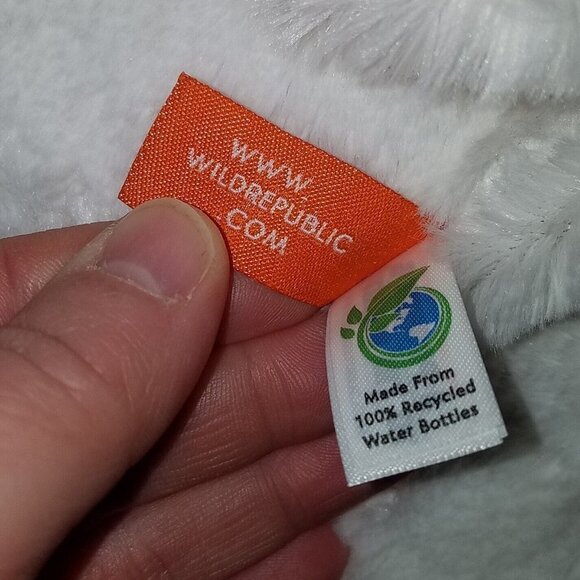 WWW.
WILDREPUBLIC
.COM
Made From
100% Recycled
Water Bottles